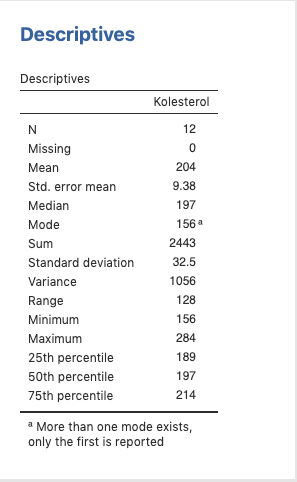 Descriptives
Descriptives
Kolesterol
N 12
Missing 0
Mean 204
Std. error mean 9.38
Median 197
Mode 156 ª
Sum 2443
Standard deviation 32.5
Variance 1056
Range 128
Minimum 156
Maximum 284
25th percentile 189
50th percentile 197
75th percentile 214
ª More than one mode exists,
only the first is reported